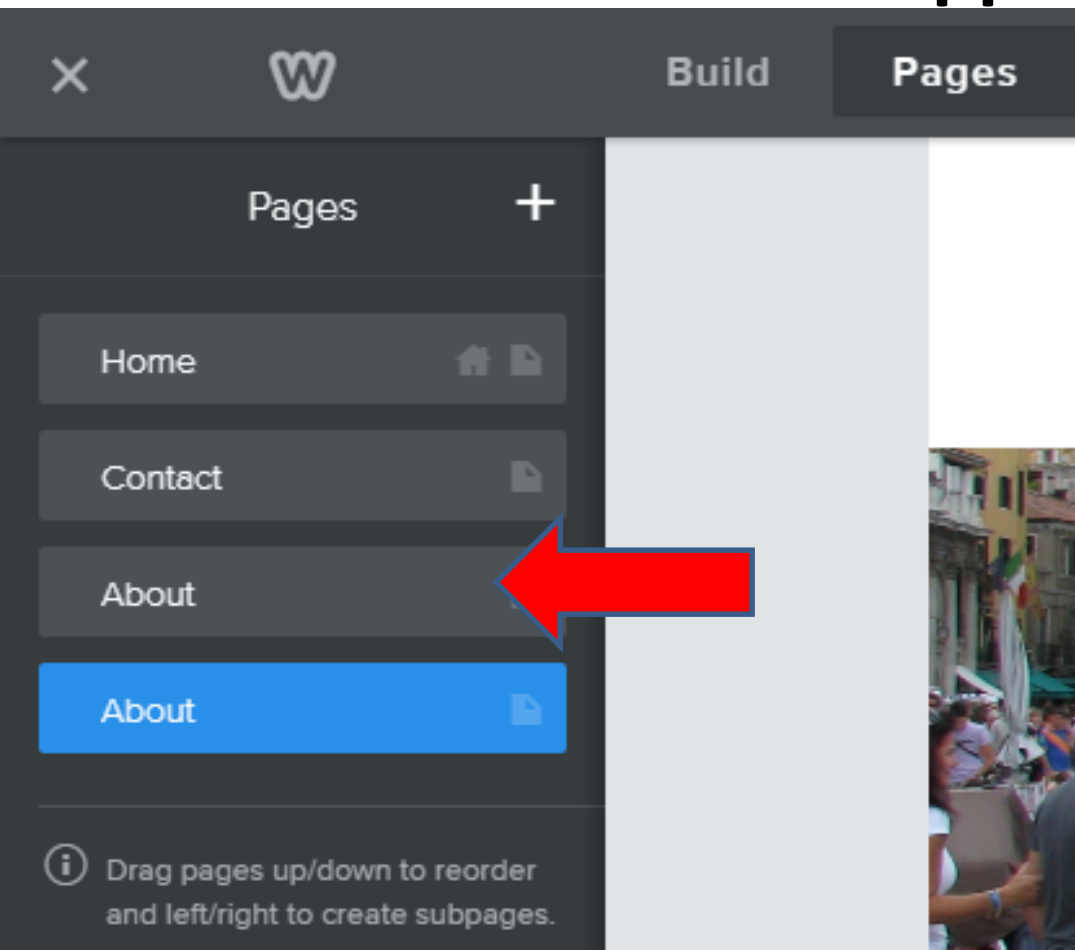 Build Pages
Pages +
Home
Contact
About
About
Drag pages up/down to reorder
and left/right to create subpages.